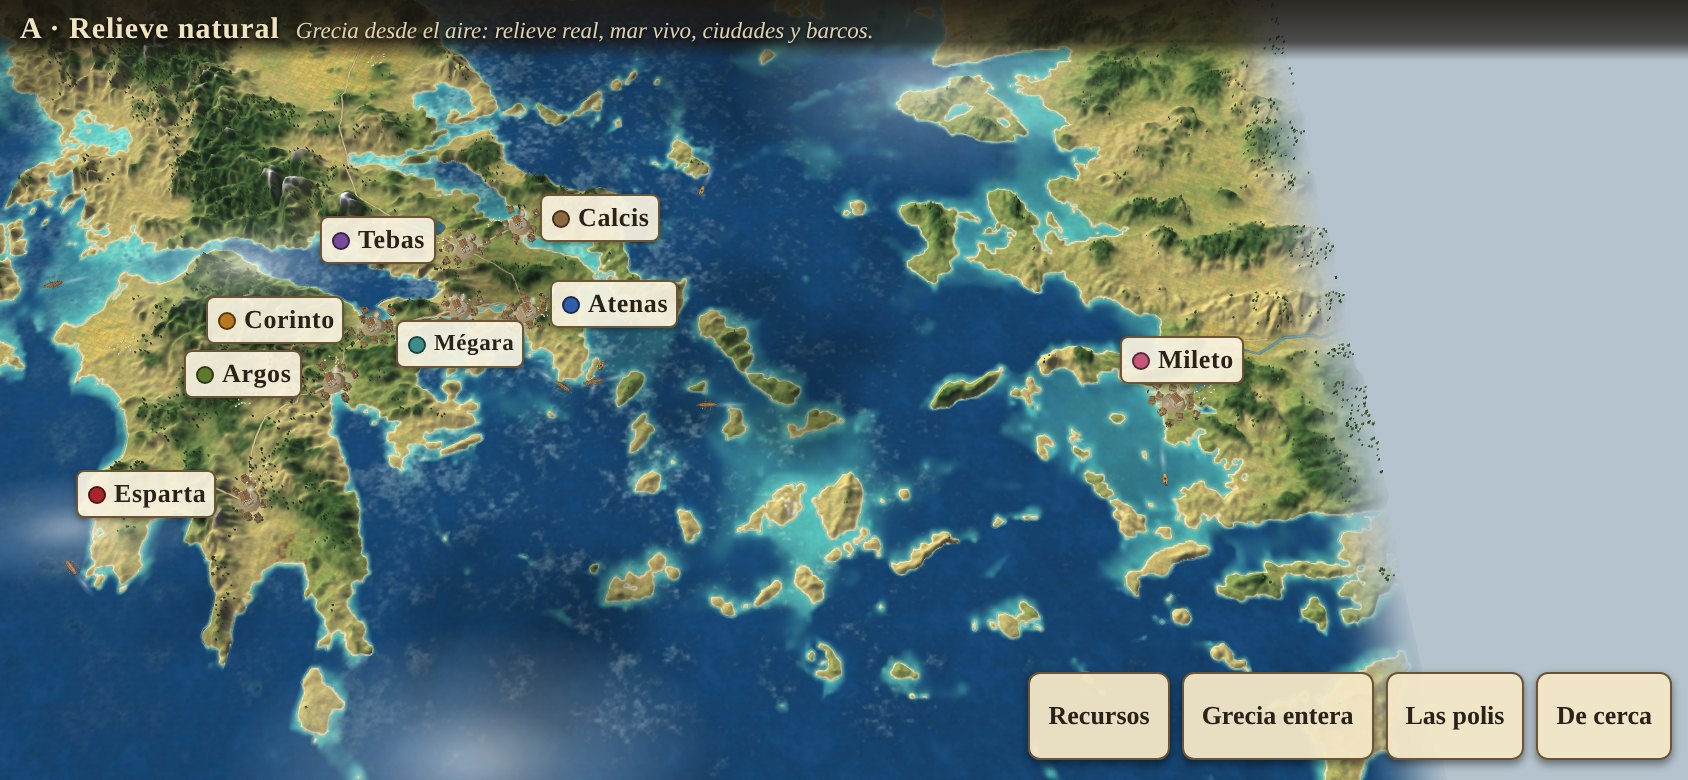 A · Relieve natural Grecia desde el aire: relieve real, mar vivo, ciudades y barcos.
Calcis
Tebas
Atenas
Corinto
Mégara
Mileto
Argos
Esparta
Recursos Grecia entera Las polis De cerca